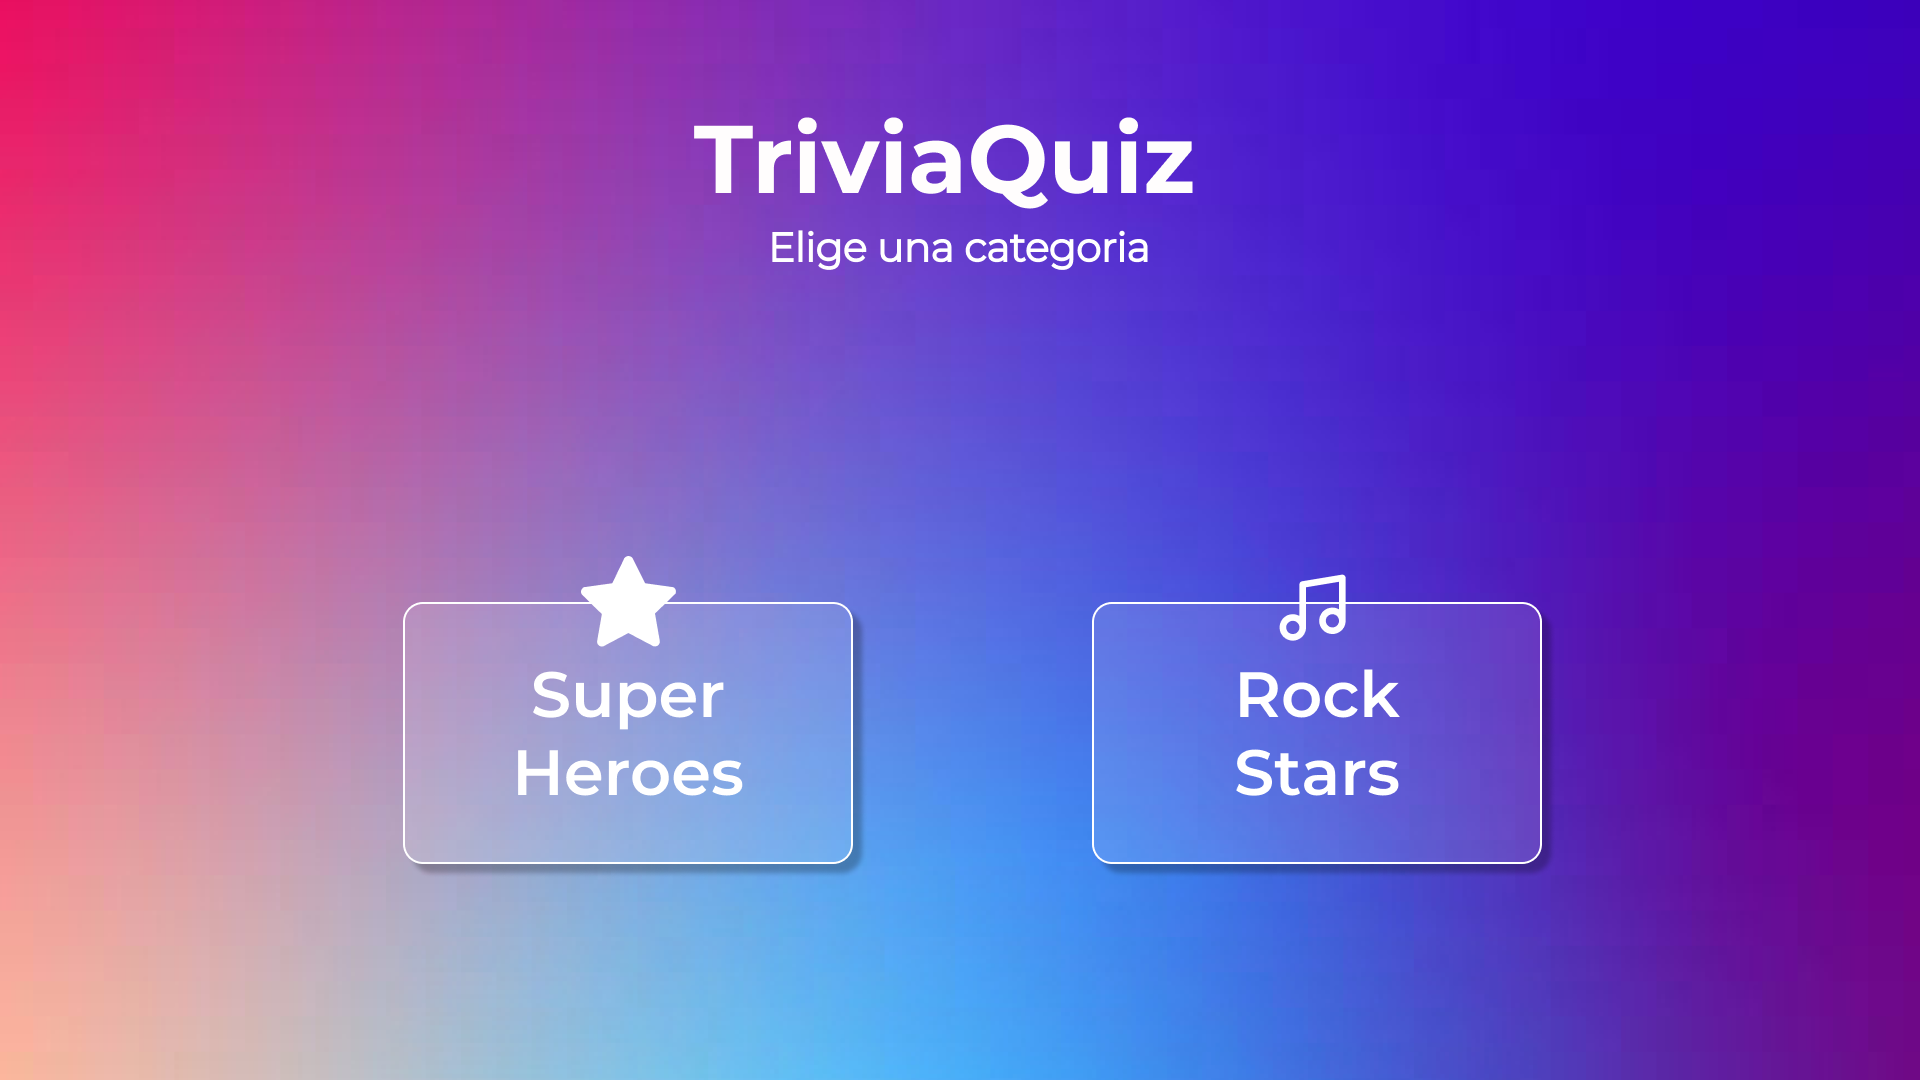 TriviaQuiz
Elige una categoria
Super
Heroes
Rock
Stars